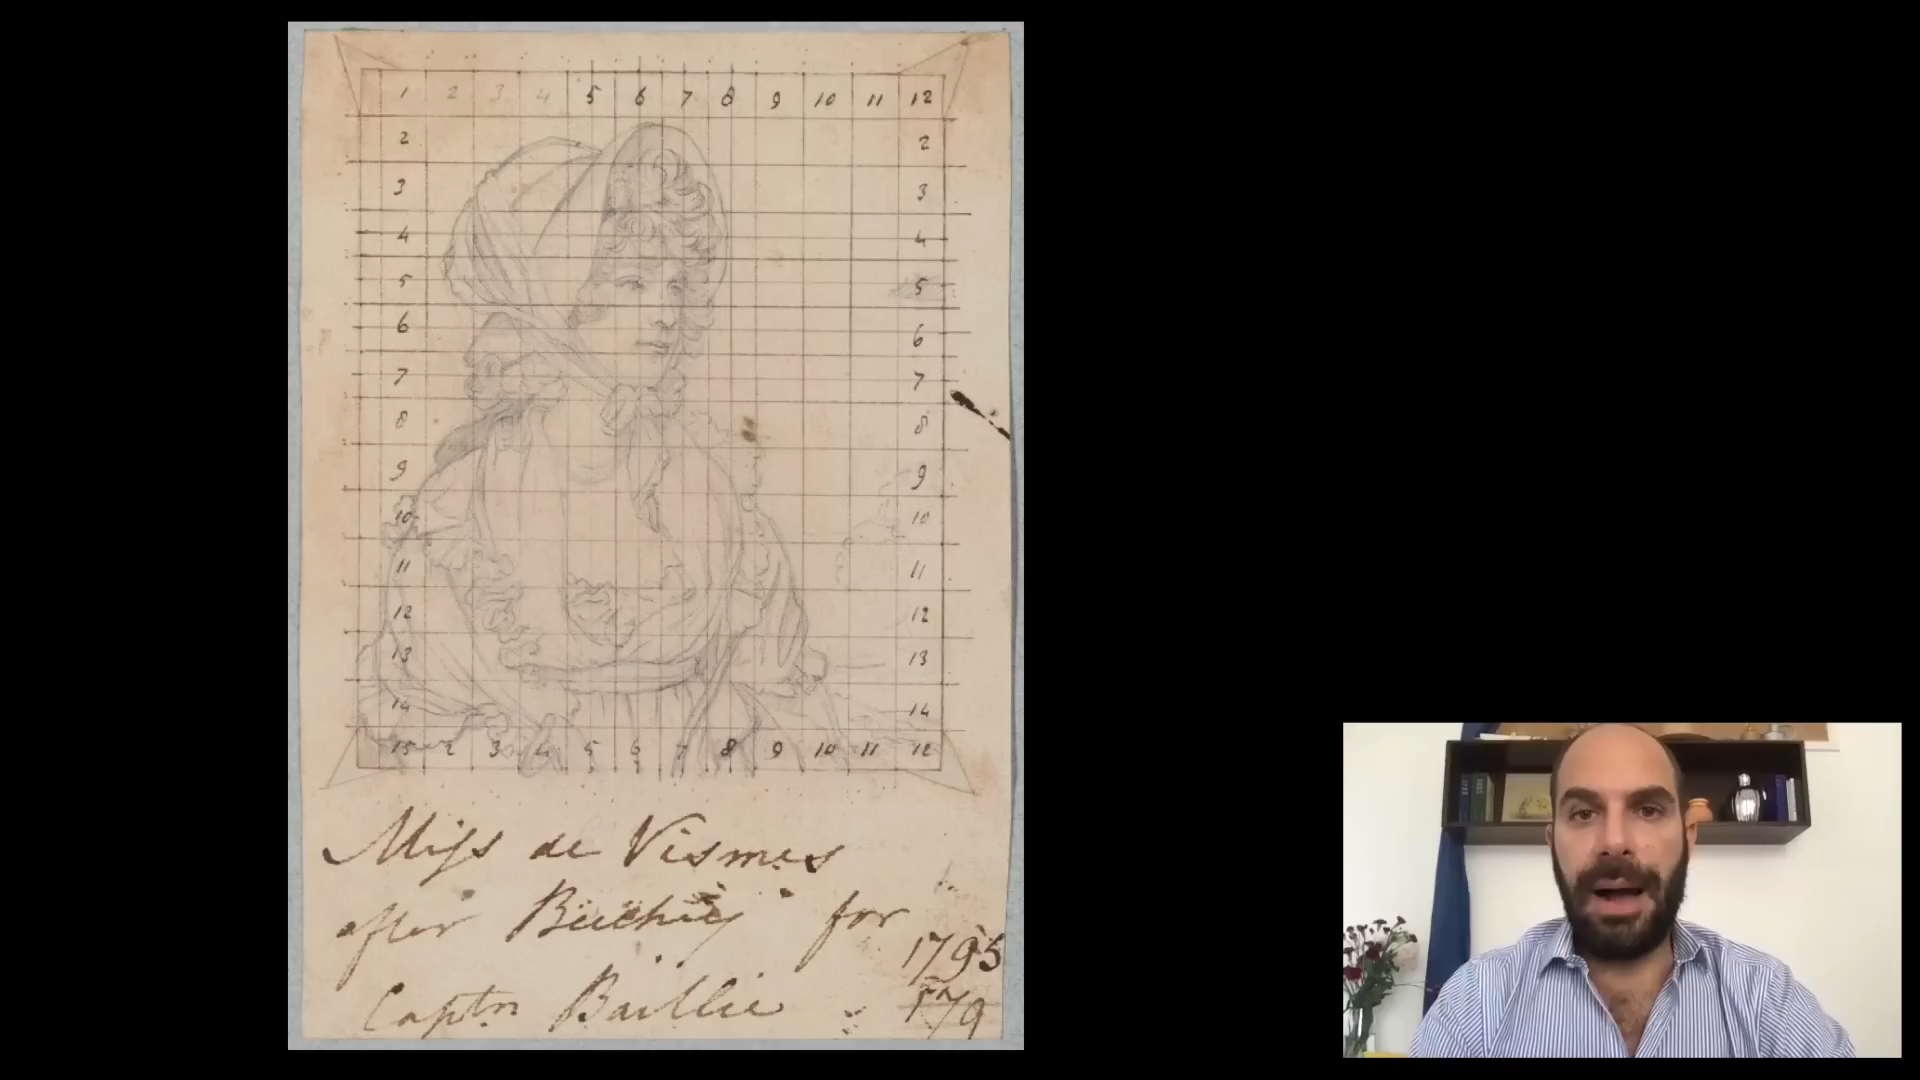 1 2 3 4 5 6 7 8 9 10 11 12
2 2
3 3
4 4
5 5
6 6
7 7
8 8
9 9
10 10
11 11
12 12
13 13
14 14
15 2 3 4 5 6 7 8 9 10 11 12
Miſs de Vismes
after Beechey for
1795
Captn Baillie 179